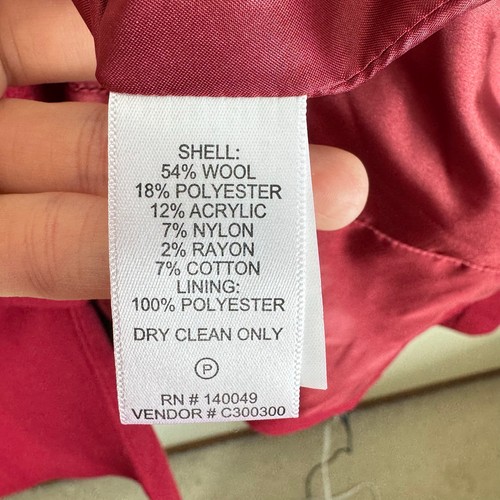 SHELL:
54% WOOL
18% POLYESTER
12% ACRYLIC
7% NYLON
2% RAYON
7% COTTON
LINING:
100% POLYESTER
DRY CLEAN ONLY
P
RN # 140049
VENDOR # C300300